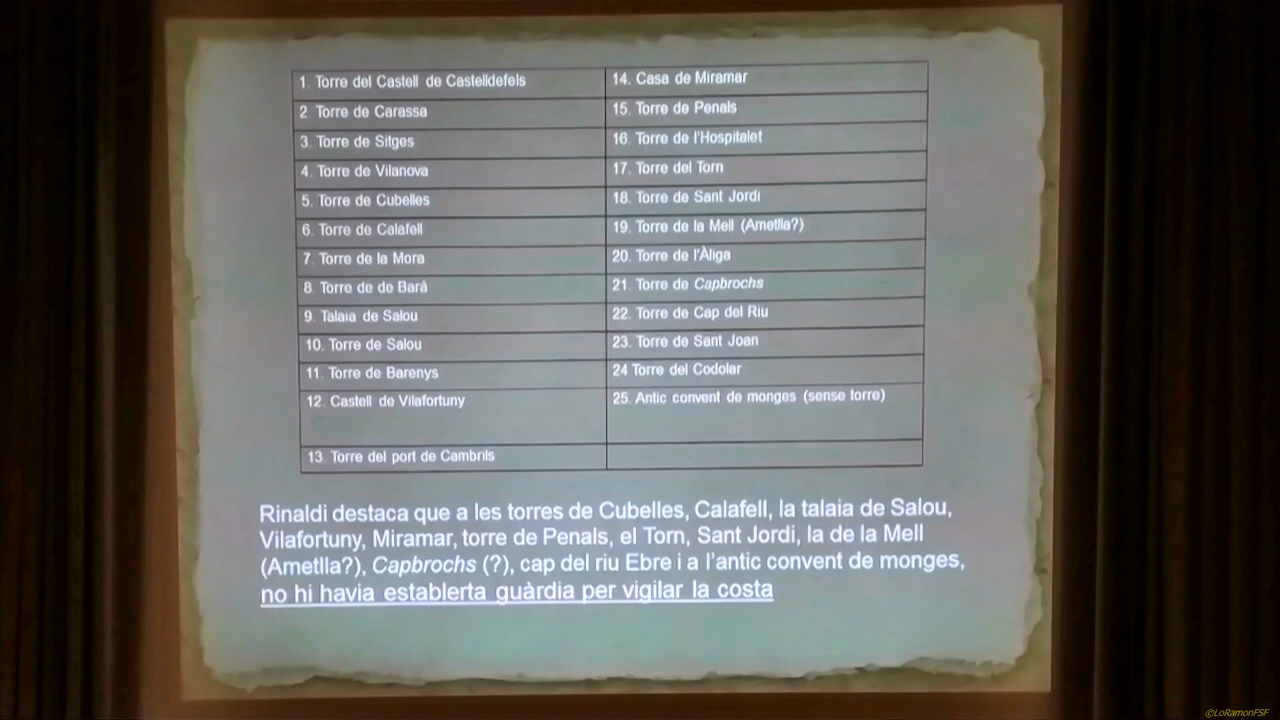 1. Torre del Castell de Castelldefels
2 Torre de Carassa
3. Torre de Sitges
4. Torre de Vilanova
5. Torre de Cubelles
6. Torre de Calafell
7. Torre de la Mora
8. Torre de de Barà
9. Talaia de Salou
10. Torre de Salou
11. Torre de Barenys
12. Castell de Vilafortuny
13. Torre del port de Cambrils
14. Casa de Miramar
15. Torre de Penals
16. Torre de l'Hospitalet
17. Torre del Torn
18. Torre de Sant Jordi
19. Torre de la Mell (Ametlla?)
20. Torre de l'Àliga
21. Torre de Capbrochs
22. Torre de Cap del Riu
23. Torre de Sant Joan
24 Torre del Codolar
25. Antic convent de monges (sense torre)
Rinaldi destaca que a les torres de Cubelles, Calafell, la talaia de Salou,
Vilafortuny, Miramar, torre de Penals, el Torn, Sant Jordi, la de la Mell
(Ametlla?), Capbrochs (?), cap del riu Ebre i a l'antic convent de monges,
no hi havia establerta guàrdia per vigilar la costa
©LoRamonFSF